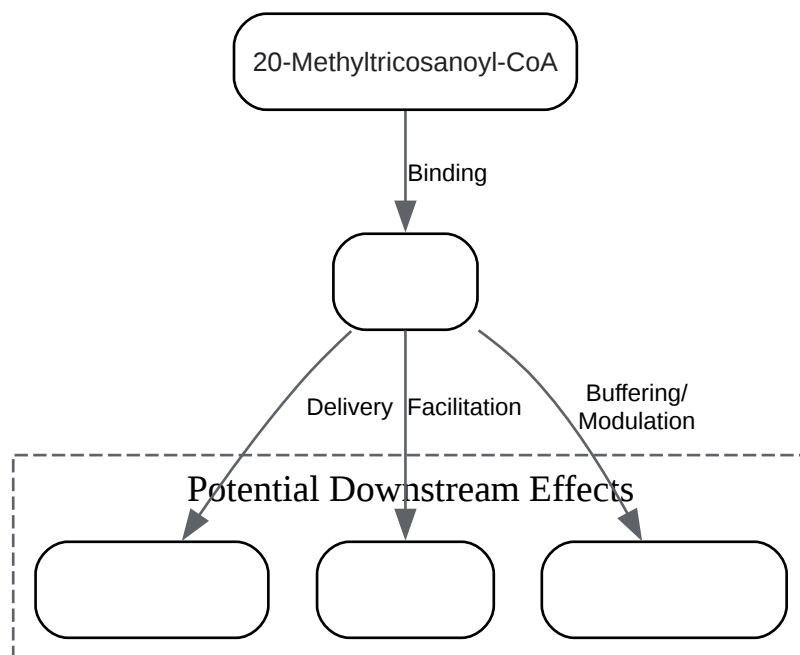 20-Methyltricosanoyl-CoA
Binding
Delivery
Facilitation
Buffering/
Modulation
Potential Downstream Effects